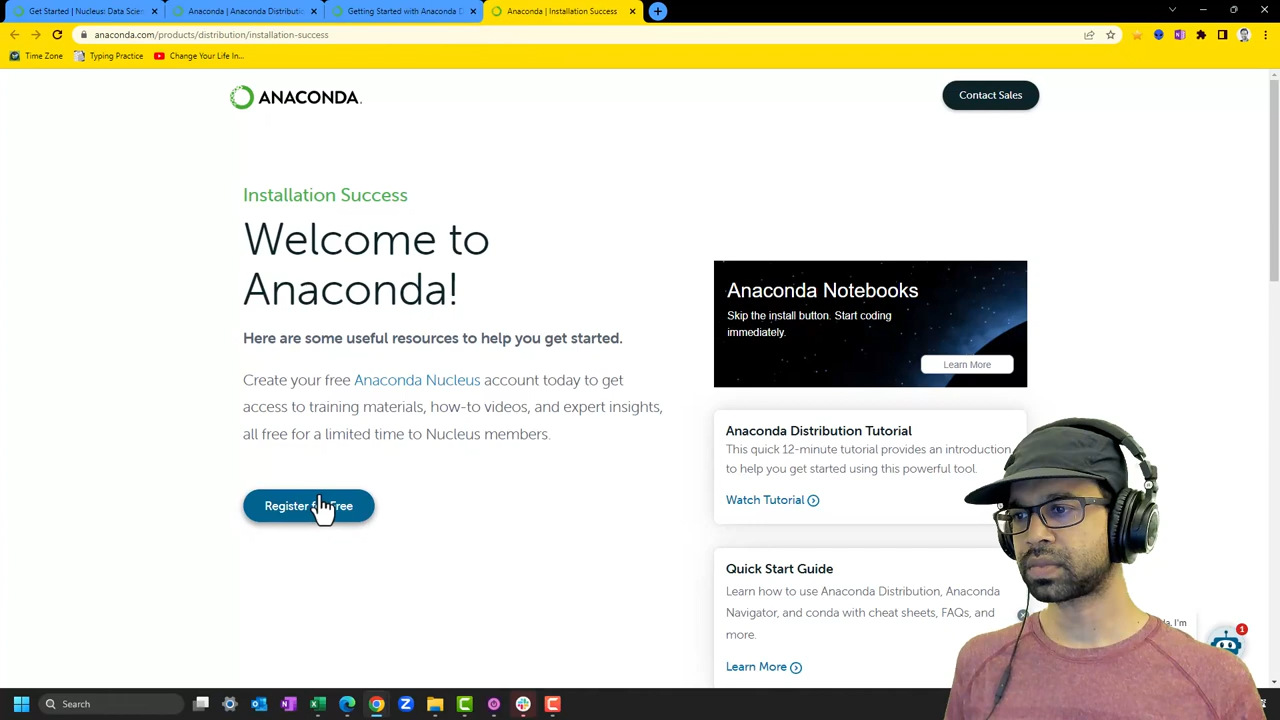 Get Started | Nucleus: Data Scien
Anaconda | Anaconda Distributio
Getting Started with Anaconda D
Anaconda | Installation Success
anaconda.com/products/distribution/installation-success
Time Zone
Typing Practice
Change Your Life In...
ANACONDA.
Contact Sales
Installation Success
Welcome to
Anaconda!
Here are some useful resources to help you get started.
Create your free Anaconda Nucleus account today to get
access to training materials, how-to videos, and expert insights,
all free for a limited time to Nucleus members.
Register Free
Anaconda Notebooks
Skip the install button. Start coding
immediately.
Learn More
Anaconda Distribution Tutorial
This quick 12-minute tutorial provides an introduction
to help you get started using this powerful tool.
Watch Tutorial
Quick Start Guide
Learn how to use Anaconda Distribution, Anaconda
Navigator, and conda with cheat sheets, FAQs, and
more.
Learn More
I'm
1
Search